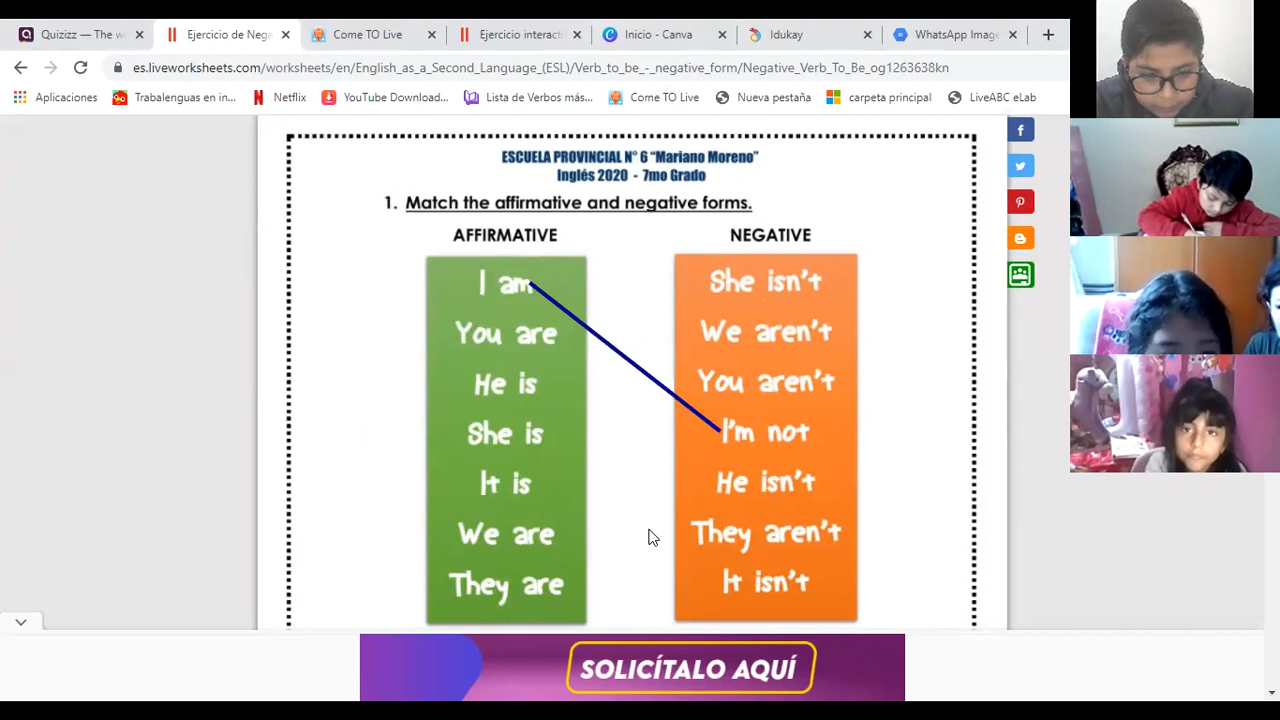 Quizizz — The w
Ejercicio de Nega
Come TO Live
Ejercicio interacti
Inicio - Canva
Idukay
WhatsApp Image
es.liveworksheets.com/worksheets/en/English_as_a_Second_Language_(ESL)/Verb_to_be_-_negative_form/Negative_Verb_To_Be_og1263638kn
Aplicaciones
Trabalenguas en in...
Netflix
YouTube Download...
Lista de Verbos más...
Come TO Live
Nueva pestaña
carpeta principal
LiveABC eLab
ESCUELA PROVINCIAL N° 6 “Mariano Moreno”
Inglés 2020 - 7mo Grado
1. Match the affirmative and negative forms.
AFFIRMATIVE
NEGATIVE
I am
She isn't
You are
We aren't
He is
You aren't
She is
I'm not
It is
He isn't
We are
They aren't
They are
It isn't
SOLICÍTALO AQUÍ